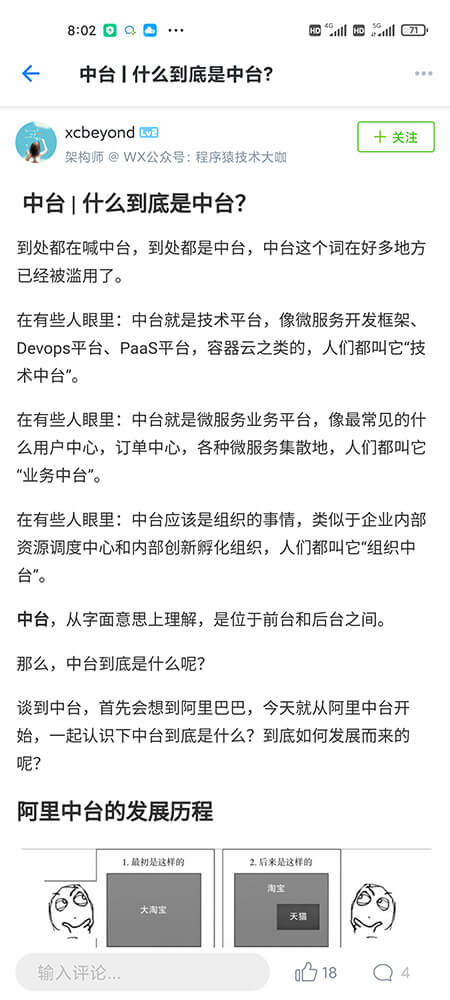 8:02
HD 4G HD 5G 71
中台 | 什么到底是中台?
xcbeyond Lv2
架构师 @ WX公众号：程序猿技术大咖
+ 关注
中台 | 什么到底是中台?
到处都在喊中台，到处都是中台，中台这个词在好多地方
已经被滥用了。
在有些人眼里：中台就是技术平台，像微服务开发框架、
Devops平台、PaaS平台，容器云之类的，人们都叫它“技
术中台”。
在有些人眼里：中台就是微服务业务平台，像最常见的什
么用户中心，订单中心，各种微服务集散地，人们都叫它
“业务中台”。
在有些人眼里：中台应该是组织的事情，类似于企业内部
资源调度中心和内部创新孵化组织，人们都叫它“组织中
台”。
中台，从字面意思上理解，是位于前台和后台之间。
那么，中台到底是什么呢？
谈到中台，首先会想到阿里巴巴，今天就从阿里中台开
始，一起认识下中台到底是什么？到底如何发展而来的
呢？
阿里中台的发展历程
1. 最初是这样的
2. 后来是这样的
大淘宝
淘宝
天猫
输入评论...
18
4